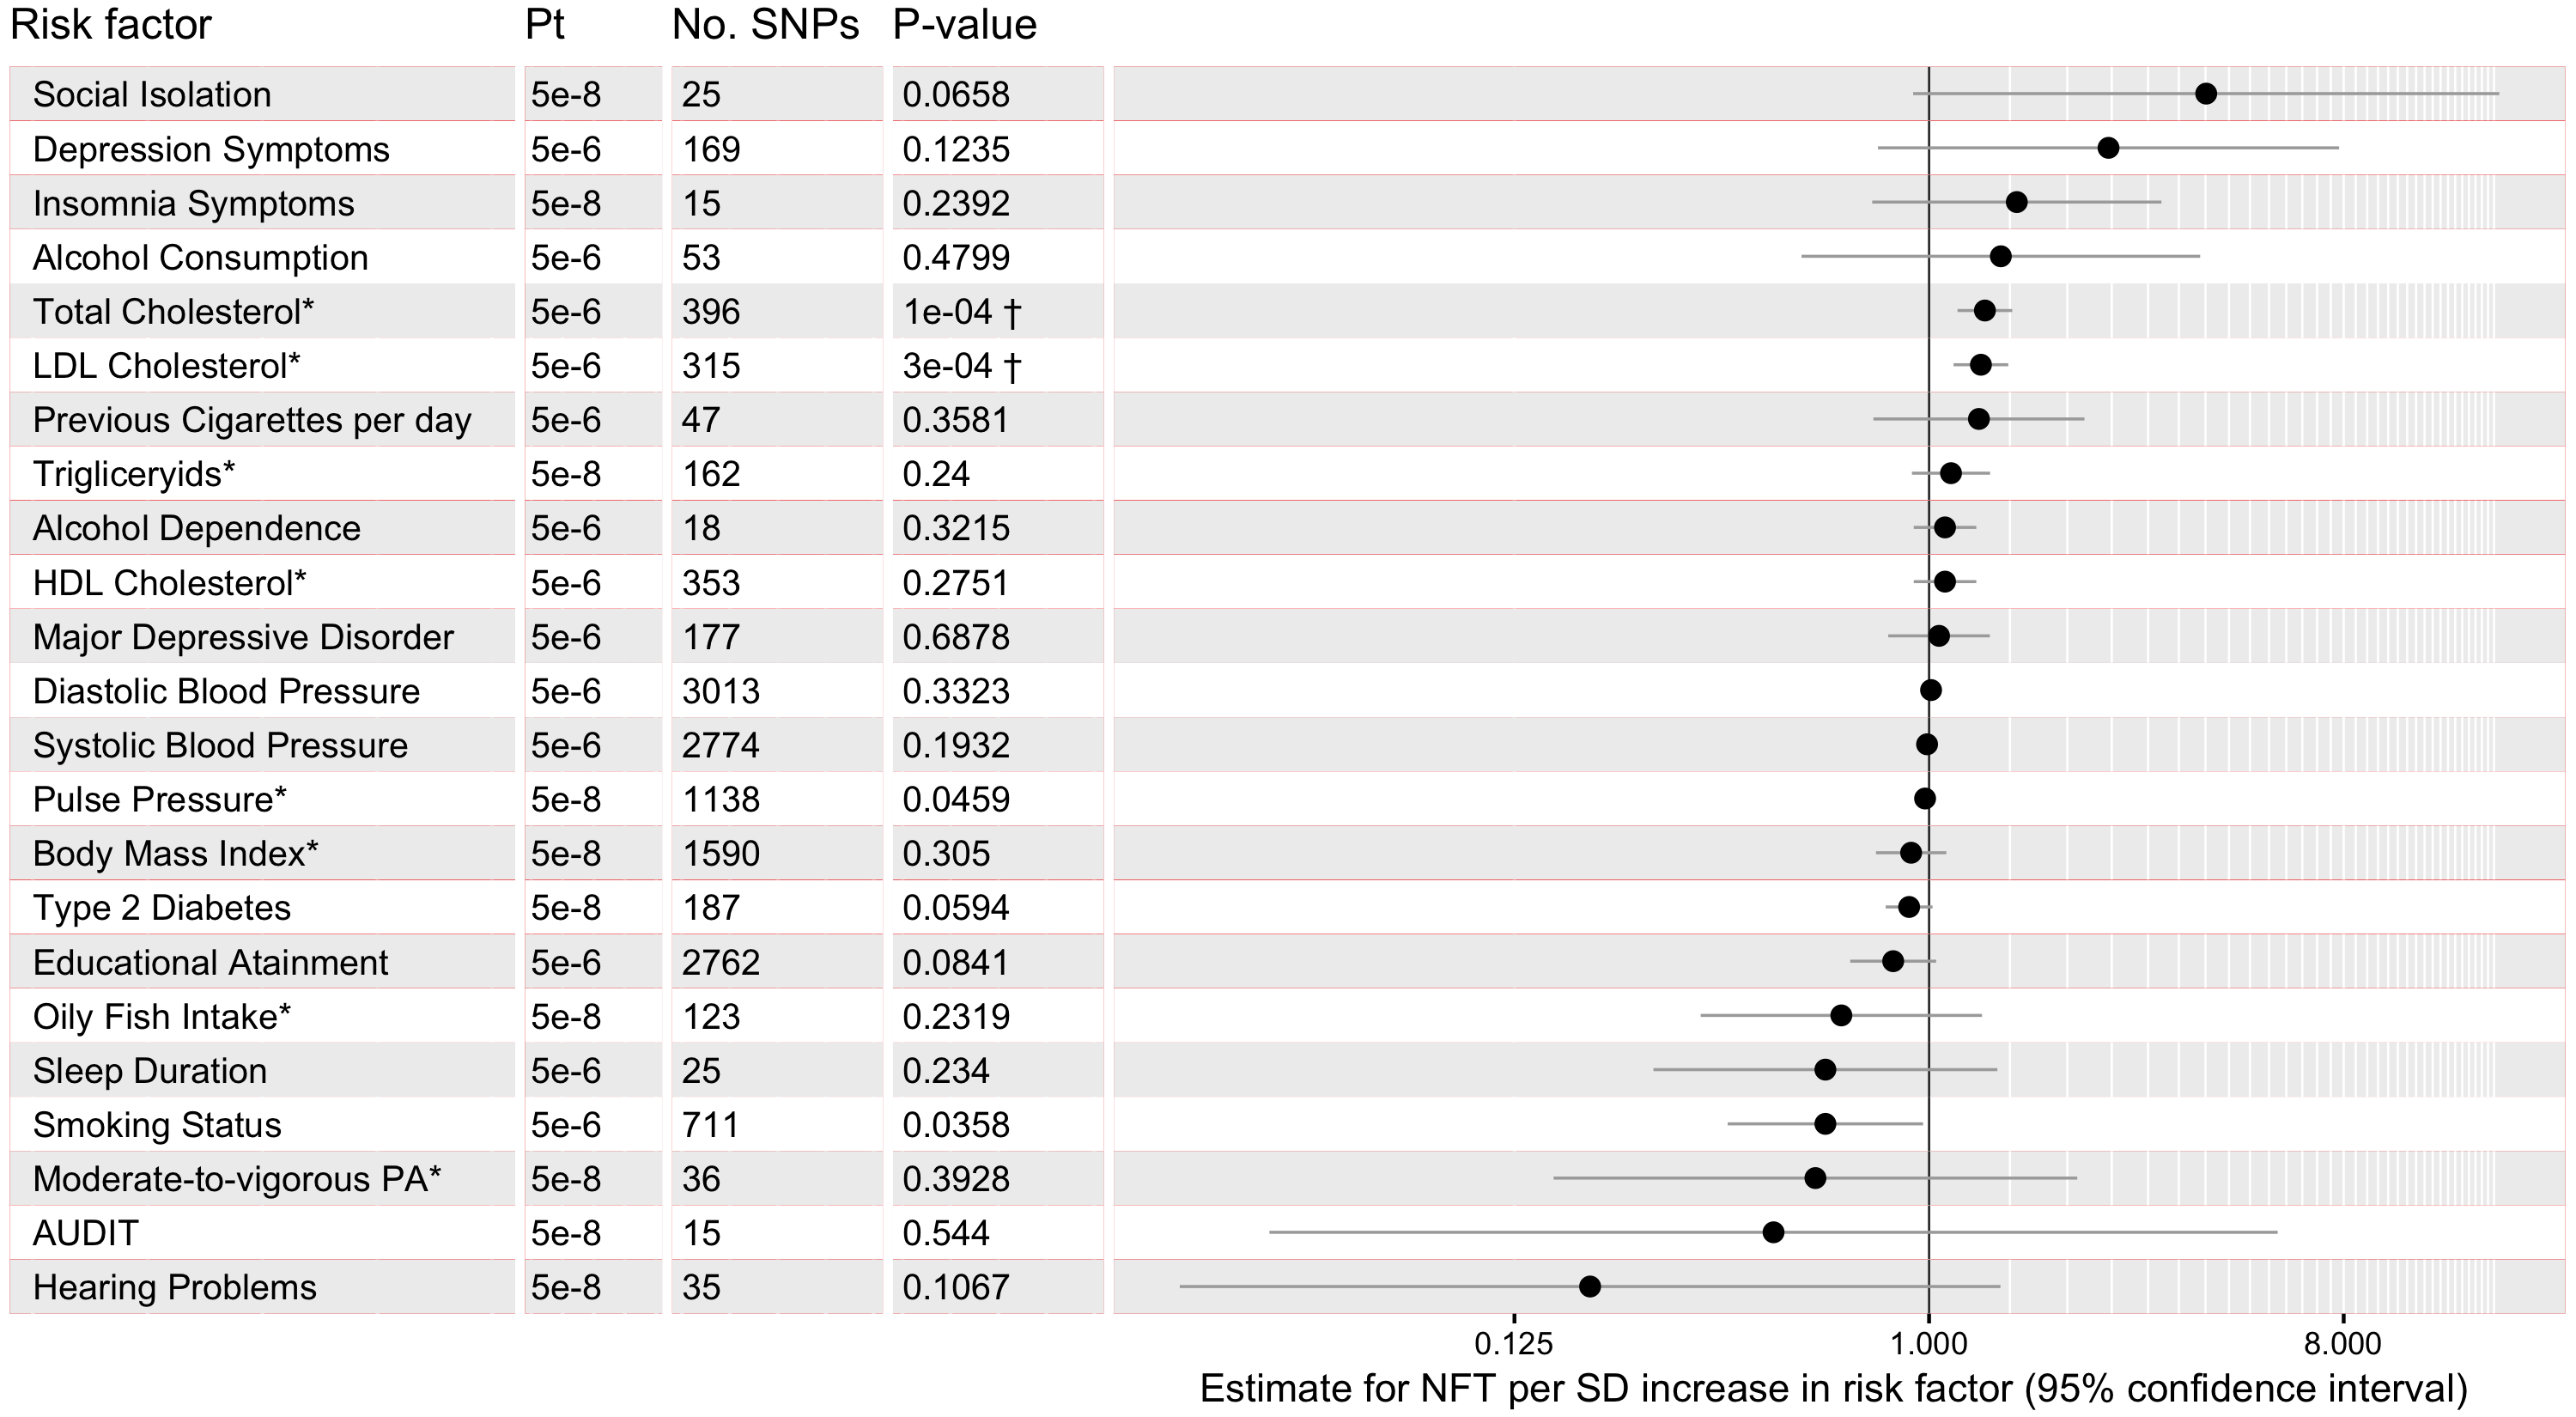 Risk factor Pt No. SNPs P-value
Social Isolation 5e-8 25 0.0658
Depression Symptoms 5e-6 169 0.1235
Insomnia Symptoms 5e-8 15 0.2392
Alcohol Consumption 5e-6 53 0.4799
Total Cholesterol* 5e-6 396 1e-04 †
LDL Cholesterol* 5e-6 315 3e-04 †
Previous Cigarettes per day 5e-6 47 0.3581
Trigliceryids* 5e-8 162 0.24
Alcohol Dependence 5e-6 18 0.3215
HDL Cholesterol* 5e-6 353 0.2751
Major Depressive Disorder 5e-6 177 0.6878
Diastolic Blood Pressure 5e-6 3013 0.3323
Systolic Blood Pressure 5e-6 2774 0.1932
Pulse Pressure* 5e-8 1138 0.0459
Body Mass Index* 5e-8 1590 0.305
Type 2 Diabetes 5e-8 187 0.0594
Educational Atainment 5e-6 2762 0.0841
Oily Fish Intake* 5e-8 123 0.2319
Sleep Duration 5e-6 25 0.234
Smoking Status 5e-6 711 0.0358
Moderate-to-vigorous PA* 5e-8 36 0.3928
AUDIT 5e-8 15 0.544
Hearing Problems 5e-8 35 0.1067
0.125 1.000 8.000
Estimate for NFT per SD increase in risk factor (95% confidence interval)